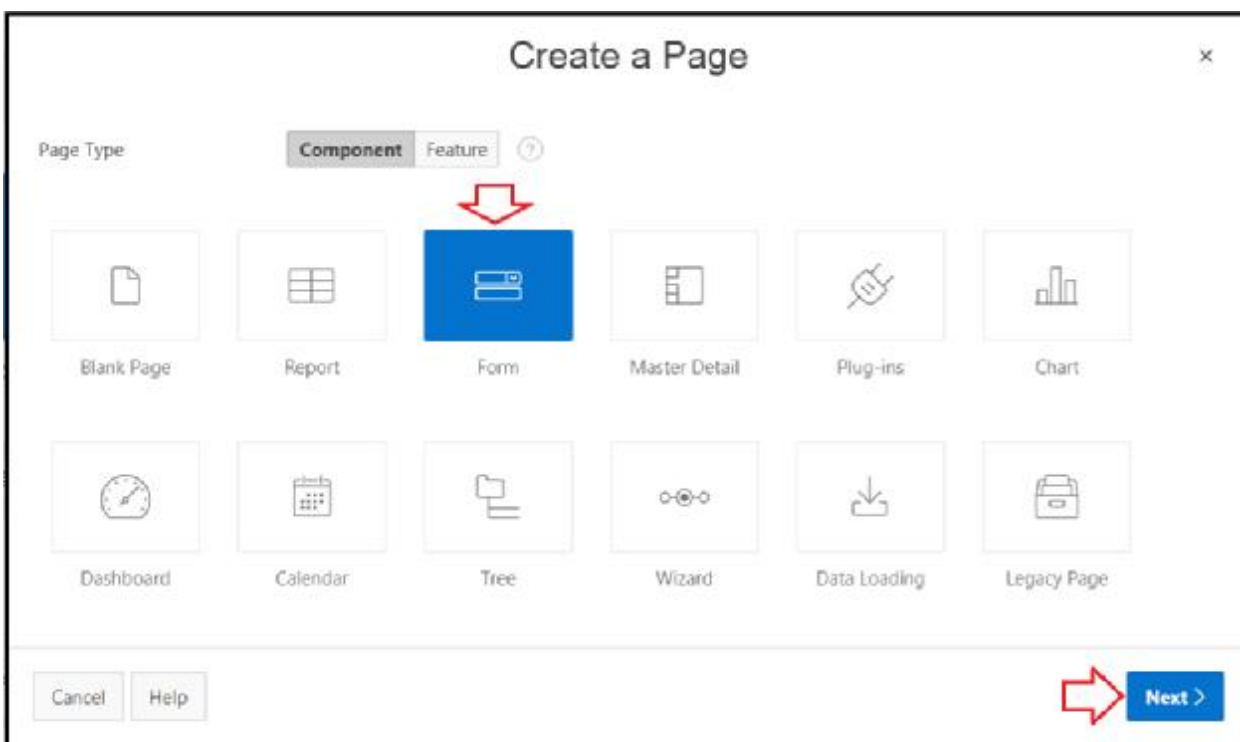 Create a Page
×
Page Type Component Feature ?
Blank Page Report Form Master Detail Plug-ins Chart
Dashboard Calendar Tree Wizard Data Loading Legacy Page
Cancel Help Next >